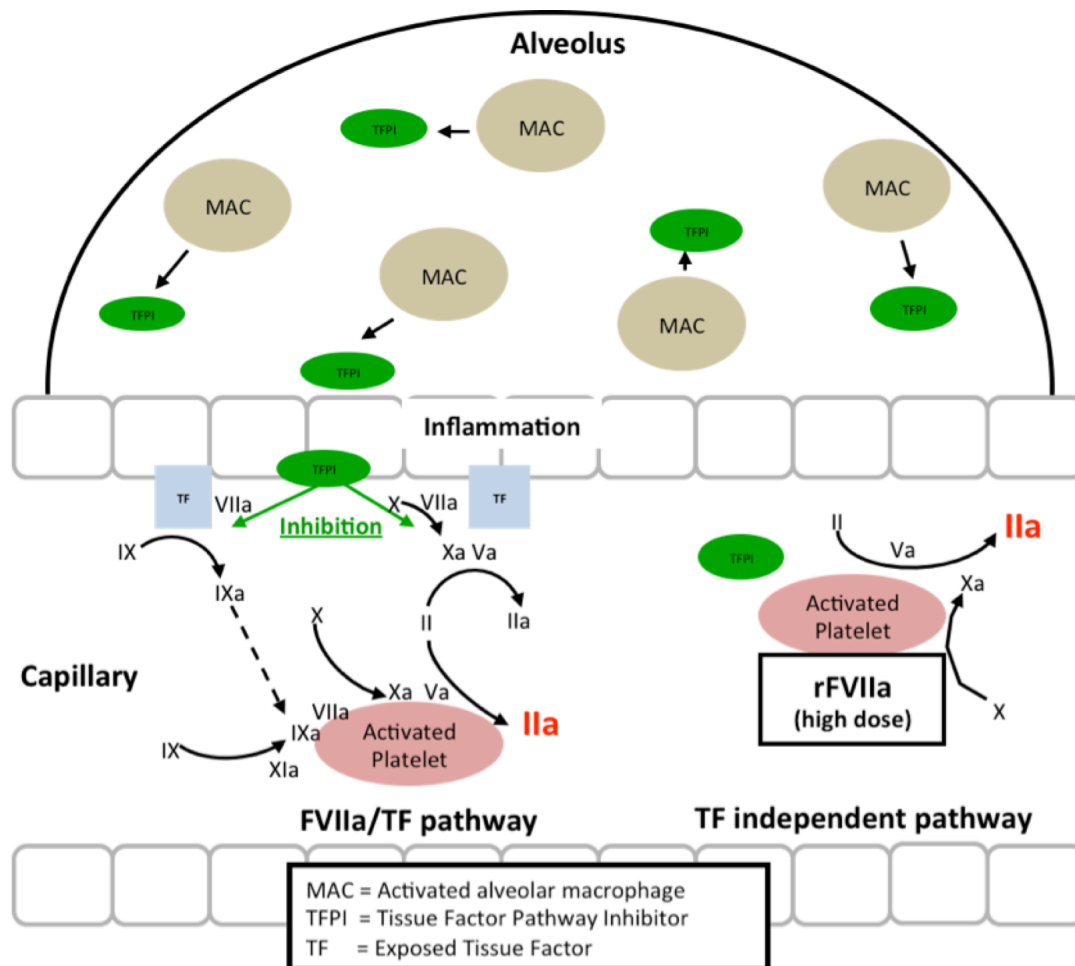 Alveolus
TFPI
MAC
MAC
MAC
TFPI
MAC
TFPI
MAC
TFPI
TFPI
Inflammation
TF
VIIa
TFPI
X
VIIa
TF
Inhibition
IX
Xa Va
IXa
II
IIa
X
II
Va
IIa
TFPI
Xa
Activated
Platelet
Capillary
Xa Va
VIIa
IXa
Activated
Platelet
IIa
rFVIIa
(high dose)
X
IX
XIa
FVIIa/TF pathway
TF independent pathway
MAC = Activated alveolar macrophage
TFPI = Tissue Factor Pathway Inhibitor
TF = Exposed Tissue Factor